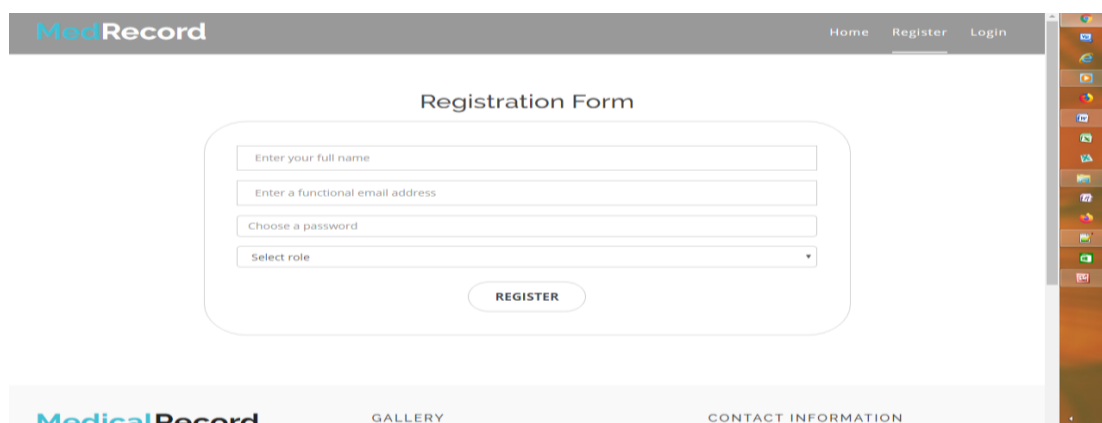 MedRecord
Home Register Login
Registration Form
Enter your full name
Enter a functional email address
Choose a password
Select role
REGISTER
MedicalRecord GALLERY CONTACT INFORMATION